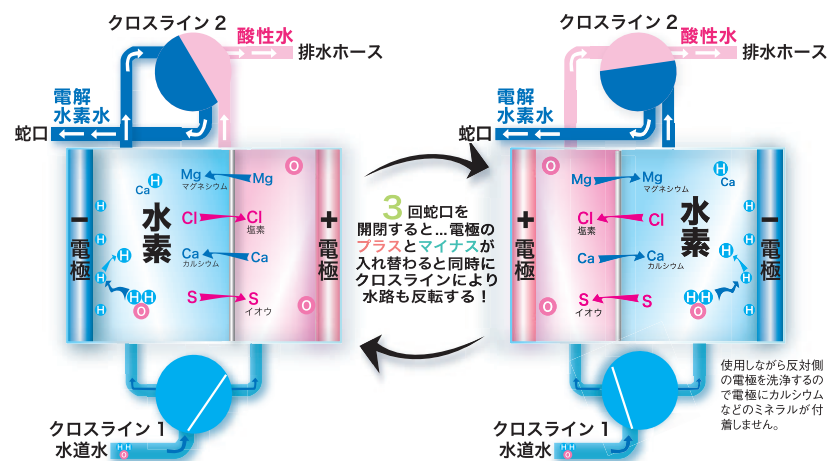 クロスライン 2
酸性水
排水ホース
電解
水素水
蛇口
－電極
H
H
H
H
Ca H
水素
H
H H
O
Mg Mg
マグネシウム
Cl Cl
塩素
Ca Ca
カルシウム
S S
イオウ
O
O
＋電極
クロスライン 1
水道水
H H
O
3 回蛇口を
開閉すると...電極の
プラスとマイナスが
入れ替わると同時に
クロスラインにより
水路も反転する！
クロスライン 2
酸性水
排水ホース
電解
水素水
蛇口
＋電極
O
O
Mg Mg
マグネシウム
Cl Cl
塩素
Ca Ca
カルシウム
S S
イオウ
H
Ca
水素
H
H H
O
H
H
H
H
－電極
クロスライン 1
水道水
H H
O
使用しながら反対側
の電極を洗浄するの
で電極にカルシウム
などのミネラルが付
着しません。